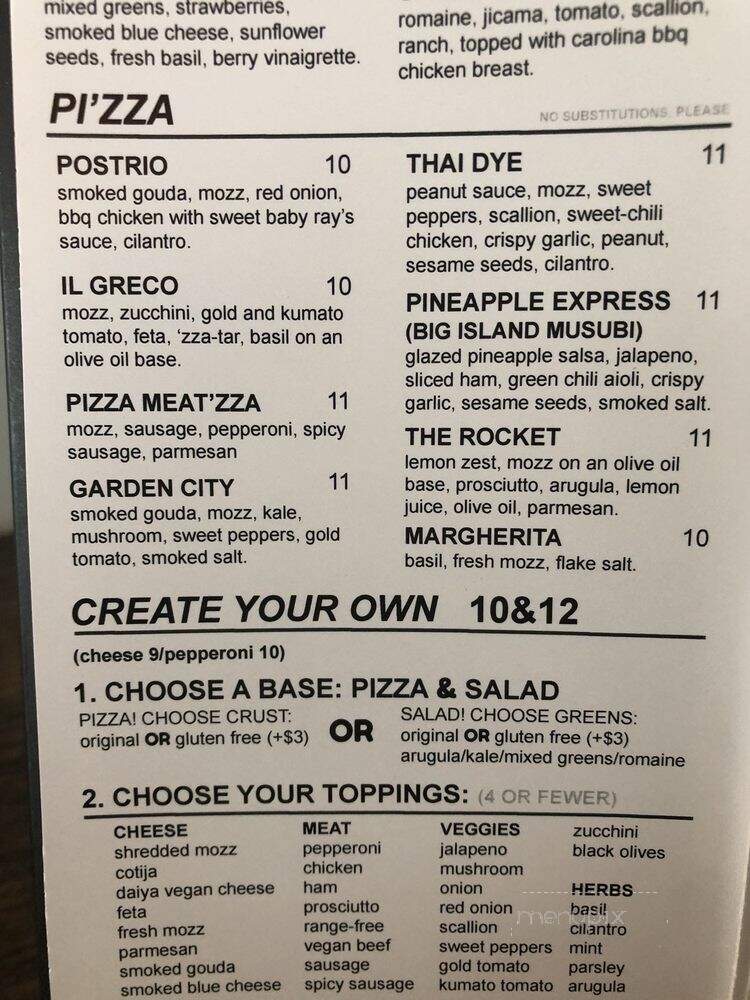 mixed greens, strawberries,
smoked blue cheese, sunflower
seeds, fresh basil, berry vinaigrette.
romaine, jicama, tomato, scallion,
ranch, topped with carolina bbq
chicken breast.
PI'ZZA
NO SUBSTITUTIONS, PLEASE
POSTRIO 10
smoked gouda, mozz, red onion,
bbq chicken with sweet baby ray's
sauce, cilantro.
IL GRECO 10
mozz, zucchini, gold and kumato
tomato, feta, 'zza-tar, basil on an
olive oil base.
PIZZA MEAT'ZZA 11
mozz, sausage, pepperoni, spicy
sausage, parmesan
GARDEN CITY 11
smoked gouda, mozz, kale,
mushroom, sweet peppers, gold
tomato, smoked salt.
THAI DYE 11
peanut sauce, mozz, sweet
peppers, scallion, sweet-chili
chicken, crispy garlic, peanut,
sesame seeds, cilantro.
PINEAPPLE EXPRESS 11
(BIG ISLAND MUSUBI)
glazed pineapple salsa, jalapeno,
sliced ham, green chili aioli, crispy
garlic, sesame seeds, smoked salt.
THE ROCKET 11
lemon zest, mozz on an olive oil
base, prosciutto, arugula, lemon
juice, olive oil, parmesan.
MARGHERITA 10
basil, fresh mozz, flake salt.
CREATE YOUR OWN 10&12
(cheese 9/pepperoni 10)
1. CHOOSE A BASE: PIZZA & SALAD
PIZZA! CHOOSE CRUST:
original OR gluten free (+$3)
OR
SALAD! CHOOSE GREENS:
original OR gluten free (+$3)
arugula/kale/mixed greens/romaine
2. CHOOSE YOUR TOPPINGS: (4 OR FEWER)
CHEESE
shredded mozz
cotija
daiya vegan cheese
feta
fresh mozz
parmesan
smoked gouda
smoked blue cheese
MEAT
pepperoni
chicken
ham
prosciutto
range-free
vegan beef
sausage
spicy sausage
VEGGIES
jalapeno
mushroom
onion
red onion
scallion
sweet peppers
gold tomato
kumato tomato
zucchini
black olives
HERBS
basil
cilantro
mint
parsley
arugula
menupix